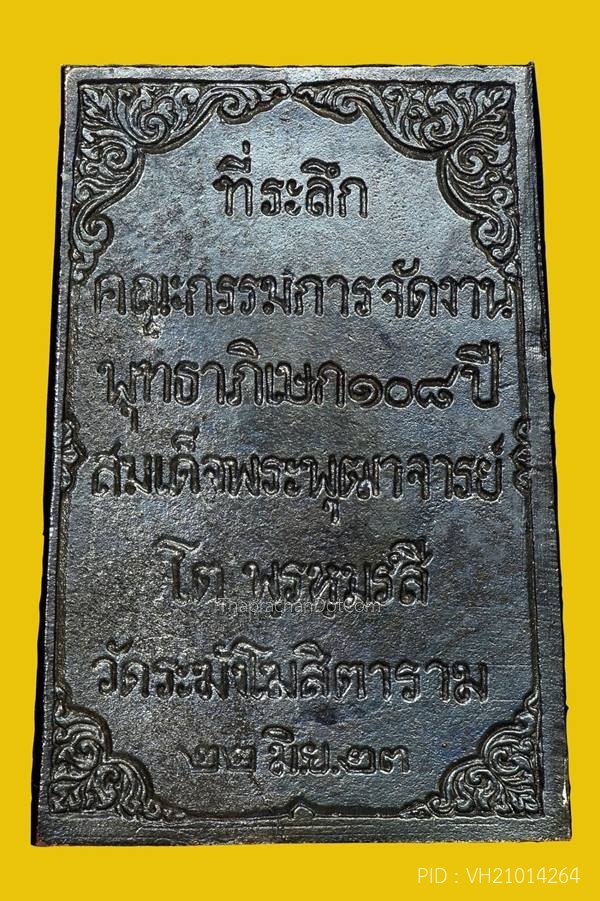 ที่ระลึก
คณะกรรมการจัดงาน
พุทธาภิเษก๑๐๘ปี
สมเด็จพระพุฒาจารย์
โต พรหมรังสี
วัดระฆังโฆสิตาราม
๒๒ มิ.ย.๒๓
thaprachandotcom
PID : VH21014264